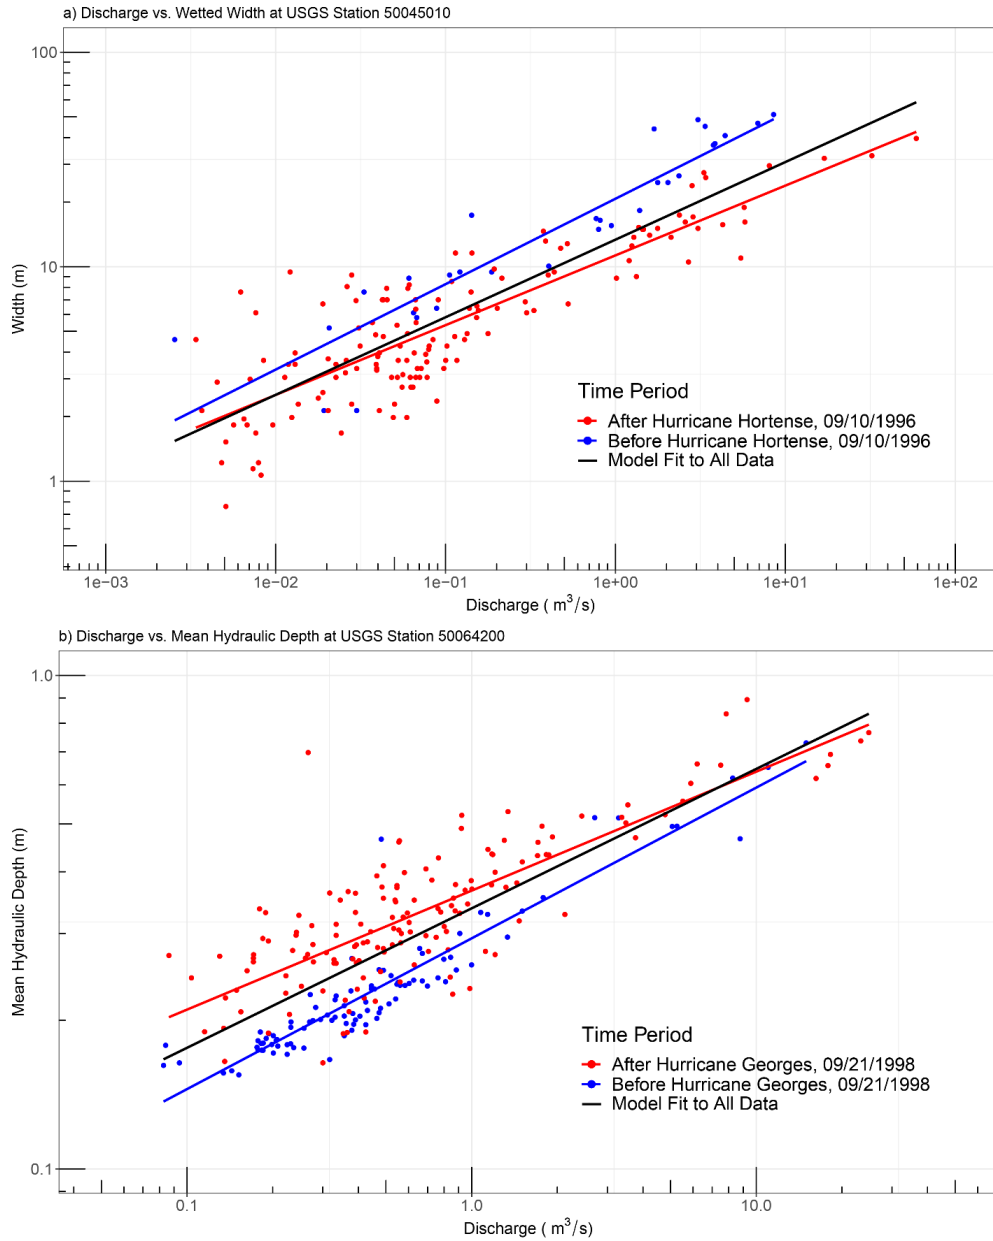 a) Discharge vs. Wetted Width at USGS Station 50045010
100
10
1
Width (m)
Time Period
After Hurricane Hortense, 09/10/1996
Before Hurricane Hortense, 09/10/1996
Model Fit to All Data
1e−03 1e−02 1e−01 1e+00 1e+01 1e+02
Discharge ( m³/s)
b) Discharge vs. Mean Hydraulic Depth at USGS Station 50064200
1.0
0.1
Mean Hydraulic Depth (m)
Time Period
After Hurricane Georges, 09/21/1998
Before Hurricane Georges, 09/21/1998
Model Fit to All Data
0.1 1.0 10.0
Discharge ( m³/s)